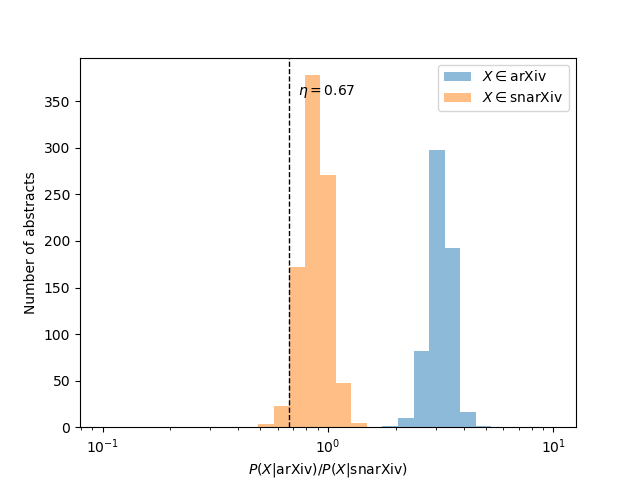 X ∈ arXiv
X ∈ snarXiv
η = 0.67
Number of abstracts
350
300
250
200
150
100
50
0
10⁻¹
10⁰
10¹
P(X|arXiv)/P(X|snarXiv)